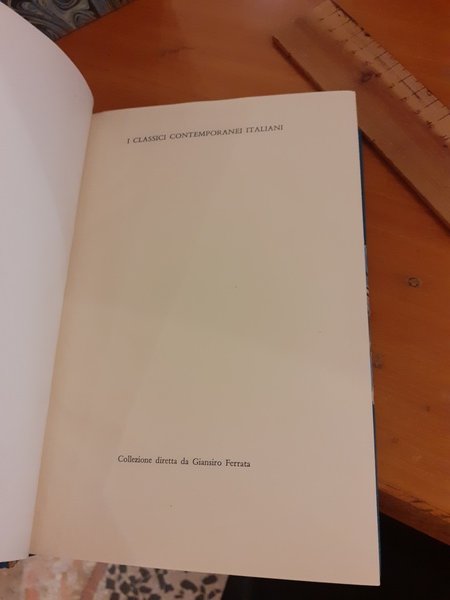 I CLASSICI CONTEMPORANEI ITALIANI
Collezione diretta da Giansiro Ferrata